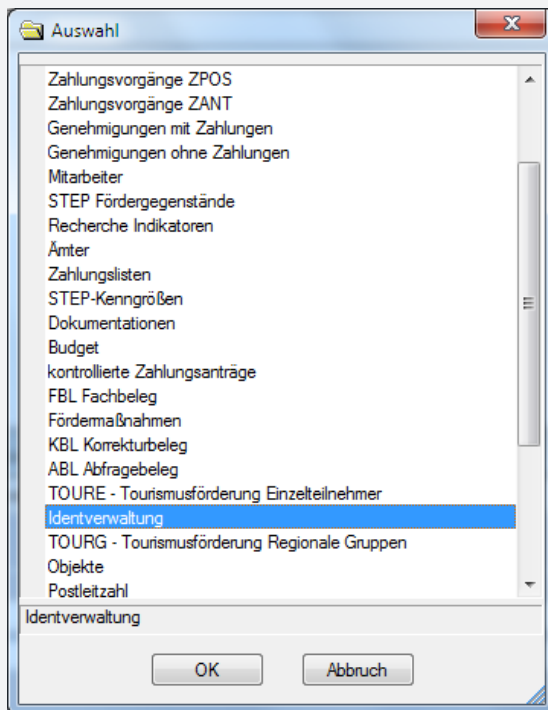 Auswahl
Zahlungsvorgänge ZPOS
Zahlungsvorgänge ZANT
Genehmigungen mit Zahlungen
Genehmigungen ohne Zahlungen
Mitarbeiter
STEP Fördergegenstände
Recherche Indikatoren
Ämter
Zahlungslisten
STEP-Kenngrößen
Dokumentationen
Budget
kontrollierte Zahlungsanträge
FBL Fachbeleg
Fördermaßnahmen
KBL Korrekturbeleg
ABL Abfragebeleg
TOURE - Tourismusförderung Einzelteilnehmer
Identverwaltung
TOURG - Tourismusförderung Regionale Gruppen
Objekte
Postleitzahl
Identverwaltung
OK Abbruch